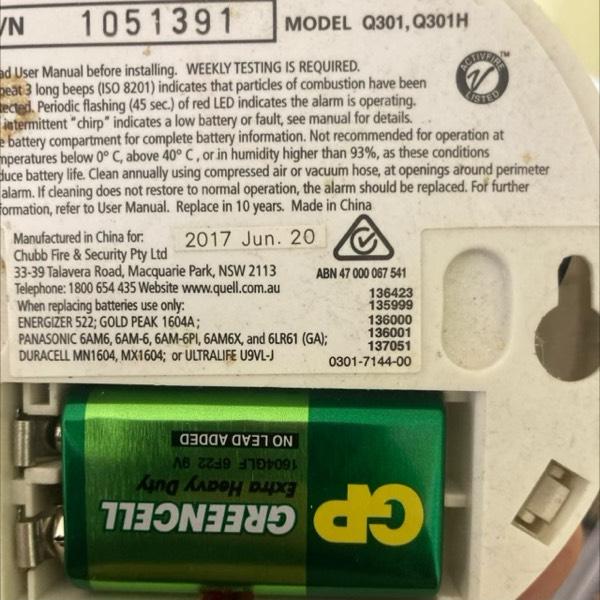 /N 1051391 MODEL Q301, Q301H
ad User Manual before installing. WEEKLY TESTING IS REQUIRED.
peat 3 long beeps (ISO 8201) indicates that particles of combustion have been
tected. Periodic flashing (45 sec.) of red LED indicates the alarm is operating.
intermittent "chirp" indicates a low battery or fault, see manual for details.
e battery compartment for complete battery information. Not recommended for operation at
mperatures below 0° C, above 40° C, or in humidity higher than 93%, as these conditions
duce battery life. Clean annually using compressed air or vacuum hose, at openings around perimeter
alarm. If cleaning does not restore to normal operation, the alarm should be replaced. For further
formation, refer to User Manual. Replace in 10 years. Made in China
ACTIVFIRE™
LISTED
Manufactured in China for: 2017 Jun. 20
Chubb Fire & Security Pty Ltd
33-39 Talavera Road, Macquarie Park, NSW 2113
Telephone: 1800 654 435 Website www.quell.com.au
When replacing batteries use only:
ENERGIZER 522; GOLD PEAK 1604A;
PANASONIC 6AM6, 6AM-6, 6AM-6PI, 6AM6X, and 6LR61 (GA);
DURACELL MN1604, MX1604; or ULTRALIFE U9VL-J
ABN 47 000 067 541
136423
135999
136000
136001
137051
0301-7144-00
GP GREENCELL
Extra Heavy Duty
1604GLF 6F22 9V
NO LEAD ADDED